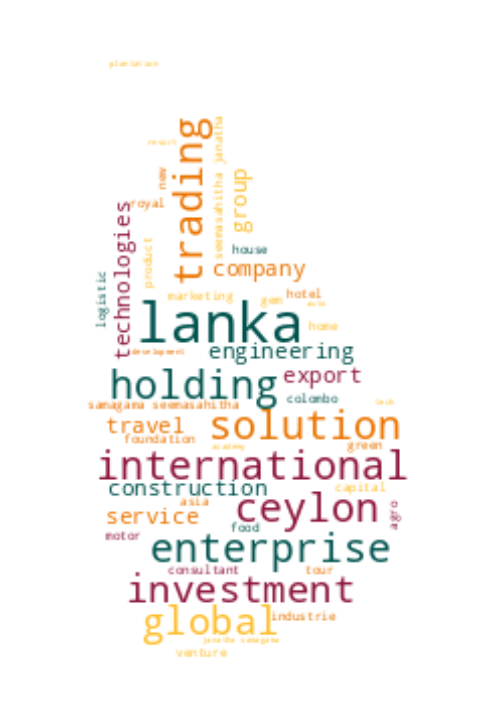 plantation
trading
resort
seemasahitha janatha
new
group
royal
technologies
house
product
company
logistic
marketing
gem
hotel
auto
lanka
home
engineering
development
holding
export
colombo
samagama seemasahitha
tech
travel
solution
foundation
academy
green
international
construction
capital
asia
ceylon
service
agro
food
motor
enterprise
consultant
tour
investment
global
industrie
janatha samagama
venture